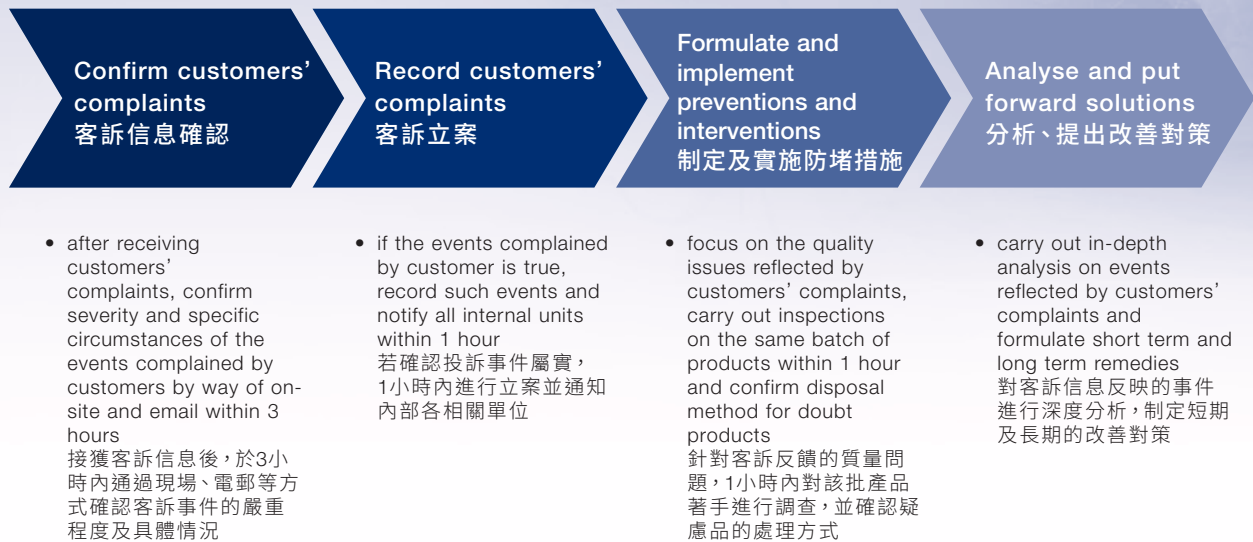 Confirm customers’
complaints
客訴信息確認
Record customers’
complaints
客訴立案
Formulate and
implement
preventions and
interventions
制定及實施防堵措施
Analyse and put
forward solutions
分析、提出改善對策
• after receiving
customers’
complaints, confirm
severity and specific
circumstances of the
events complained by
customers by way of on-
site and email within 3
hours
接獲客訴信息後，於3小
時內通過現場、電郵等方
式確認客訴事件的嚴重
程度及具體情況
• if the events complained
by customer is true,
record such events and
notify all internal units
within 1 hour
若確認投訴事件屬實，
1小時內進行立案並通知
內部各相關單位
• focus on the quality
issues reflected by
customers’ complaints,
carry out inspections
on the same batch of
products within 1 hour
and confirm disposal
method for doubt
products
針對客訴反饋的質量問
題，1小時內對該批產品
著手進行調查，並確認疑
慮品的處理方式
• carry out in-depth
analysis on events
reflected by customers’
complaints and
formulate short term and
long term remedies
對客訴信息反映的事件
進行深度分析，制定短期
及長期的改善對策